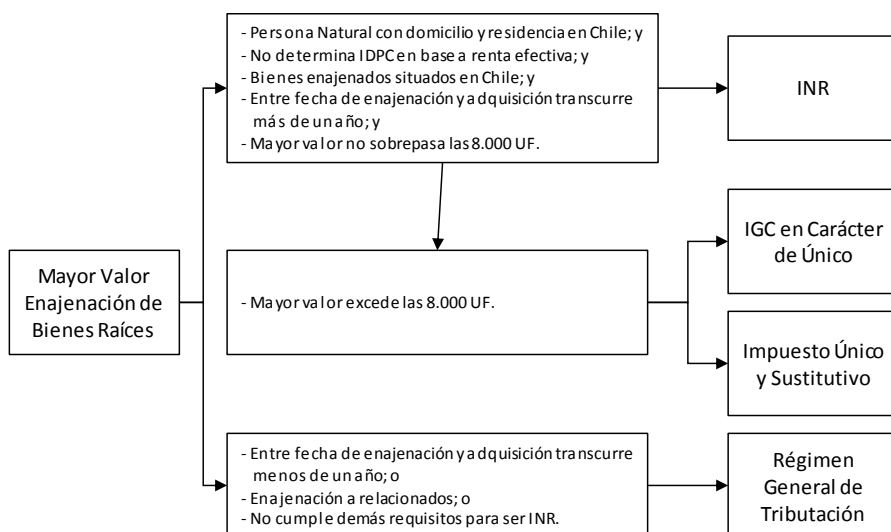 - Persona Natural con domicilio y residencia en Chile; y
- No determina IDPC en base a renta efectiva; y
- Bienes enajenados situados en Chile; y
- Entre fecha de enajenación y adquisición transcurre
más de un año; y
- Mayor valor no sobrepasa las 8.000 UF.
INR
Mayor Valor
Enajenación de
Bienes Raíces
- Mayor valor excede las 8.000 UF.
IGC en Carácter
de Único
Impuesto Único
y Sustitutivo
- Entre fecha de enajenación y adquisición transcurre
menos de un año; o
- Enajenación a relacionados; o
- No cumple demás requisitos para ser INR.
Régimen
General de
Tributación